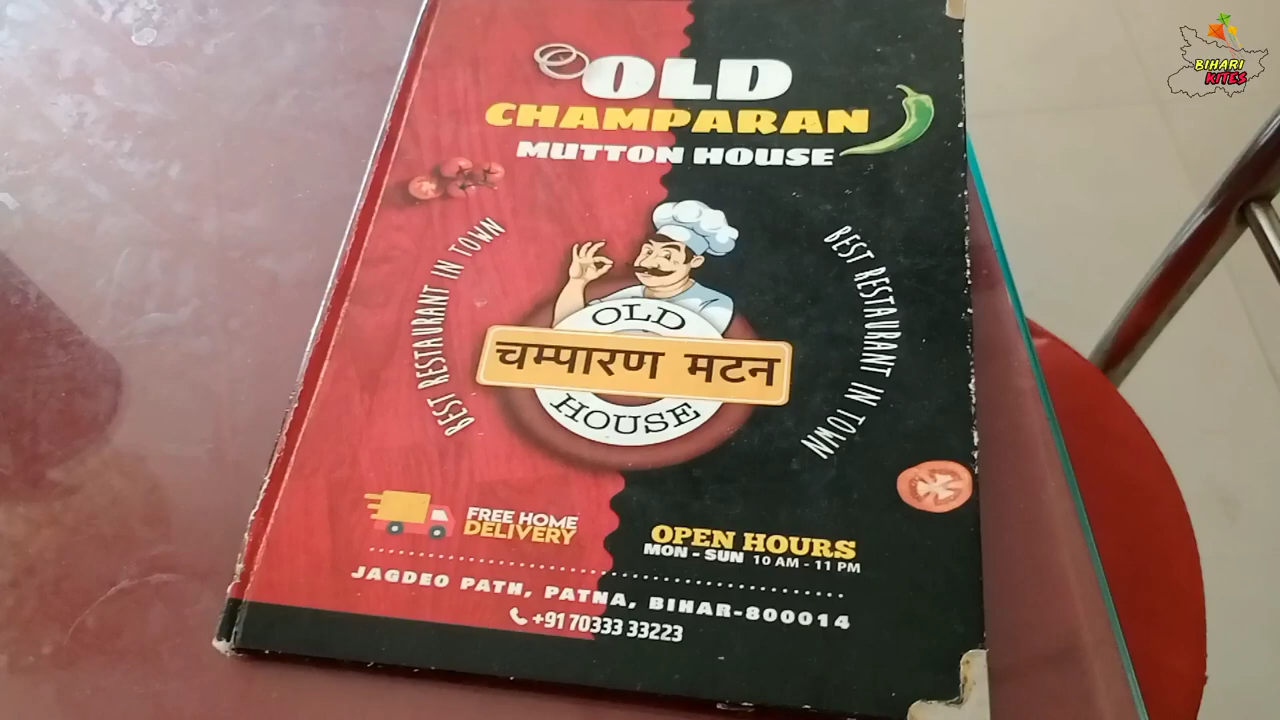 BIHARI
KITES
OLD
CHAMPARAN
MUTTON HOUSE
BEST RESTAURANT IN TOWN
BEST RESTAURANT IN TOWN
OLD
चम्पारण मटन
HOUSE
FREE HOME
DELIVERY
OPEN HOURS
MON - SUN 10 AM - 11 PM
JAGDEO PATH, PATNA, BIHAR-800014
+91 70333 33223